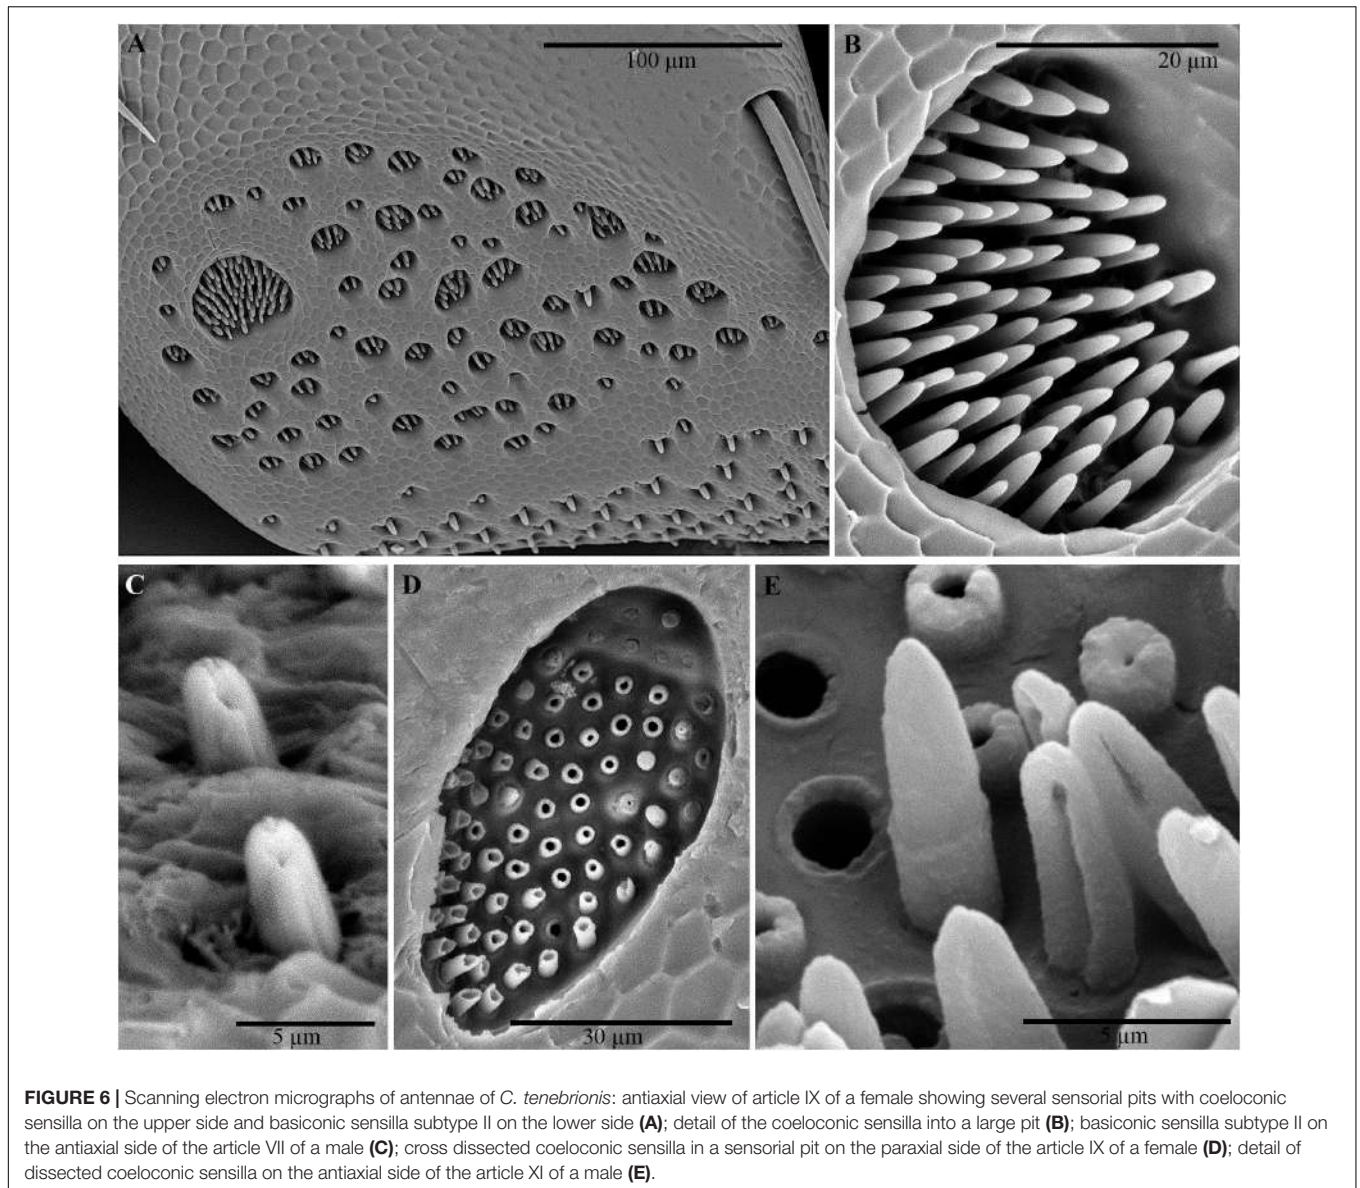 A
100 µm
B
20 µm
C
5 µm
D
30 µm
E
5 µm
FIGURE 6 | Scanning electron micrographs of antennae of C. tenebrionis: antiaxial view of article IX of a female showing several sensorial pits with coeloconic
sensilla on the upper side and basiconic sensilla subtype II on the lower side (A); detail of the coeloconic sensilla into a large pit (B); basiconic sensilla subtype II on
the antiaxial side of the article VII of a male (C); cross dissected coeloconic sensilla in a sensorial pit on the paraxial side of the article IX of a female (D); detail of
dissected coeloconic sensilla on the antiaxial side of the article XI of a male (E).